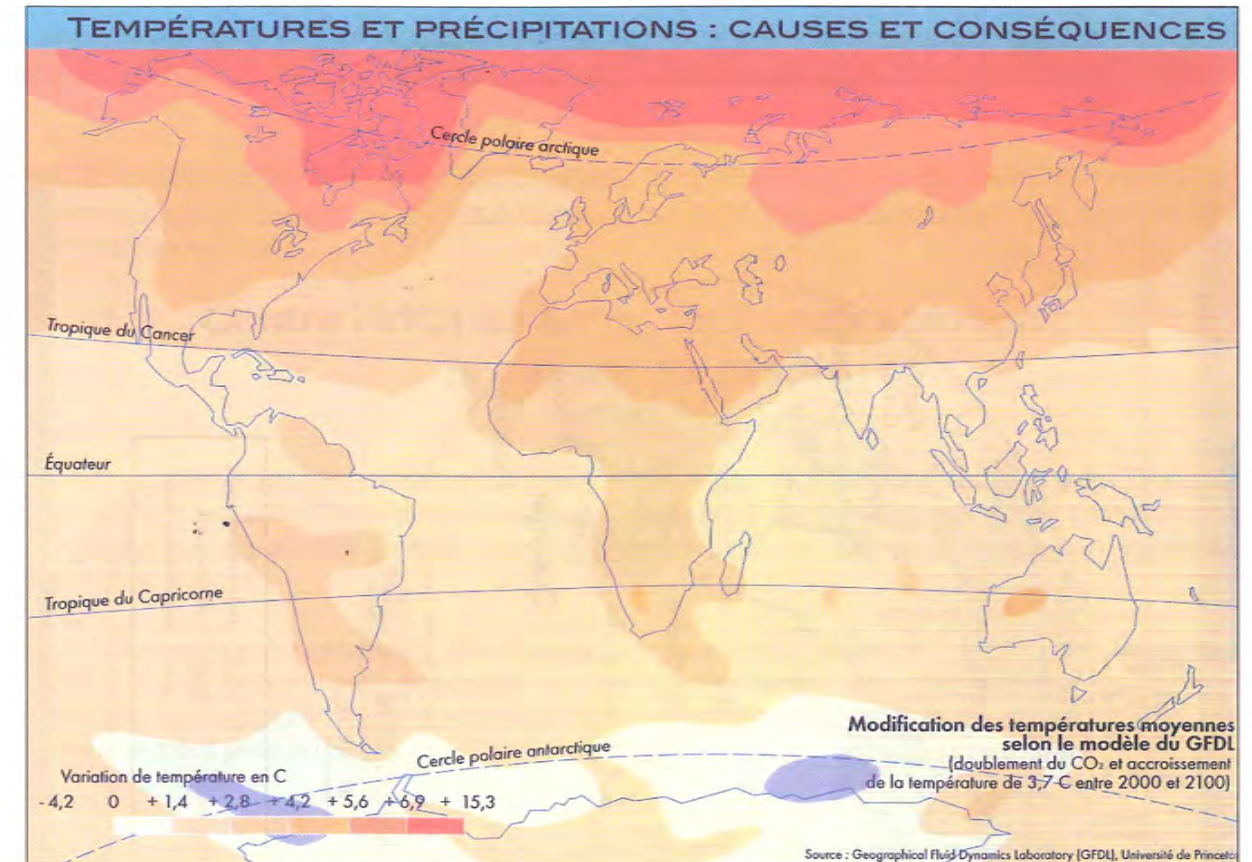 TEMPÉRATURES ET PRÉCIPITATIONS : CAUSES ET CONSÉQUENCES
Cercle polaire arctique
Tropique du Cancer
Équateur
Tropique du Capricorne
Cercle polaire antarctique
Modification des températures moyennes
selon le modèle du GFDL
(doublement du CO₂ et accroissement
de la température de 3,7 C entre 2000 et 2100)
Variation de température en C
- 4,2 0 + 1,4 + 2,8 + 4,2 + 5,6 + 6,9 + 15,3
Source : Geographical Fluid Dynamics Laboratory (GFDL), Université de